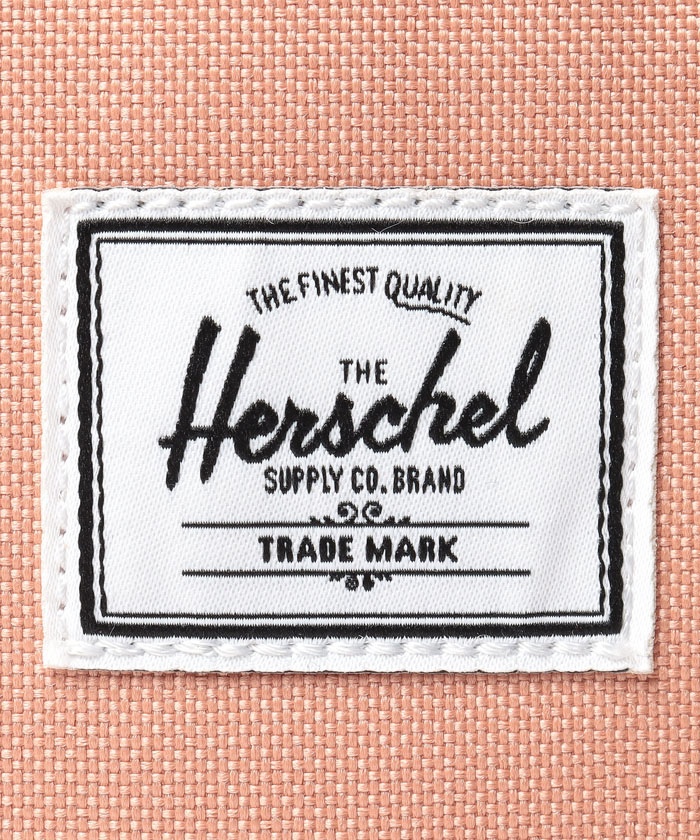 THE FINEST QUALITY
THE
Herschel
SUPPLY CO. BRAND
TRADE MARK